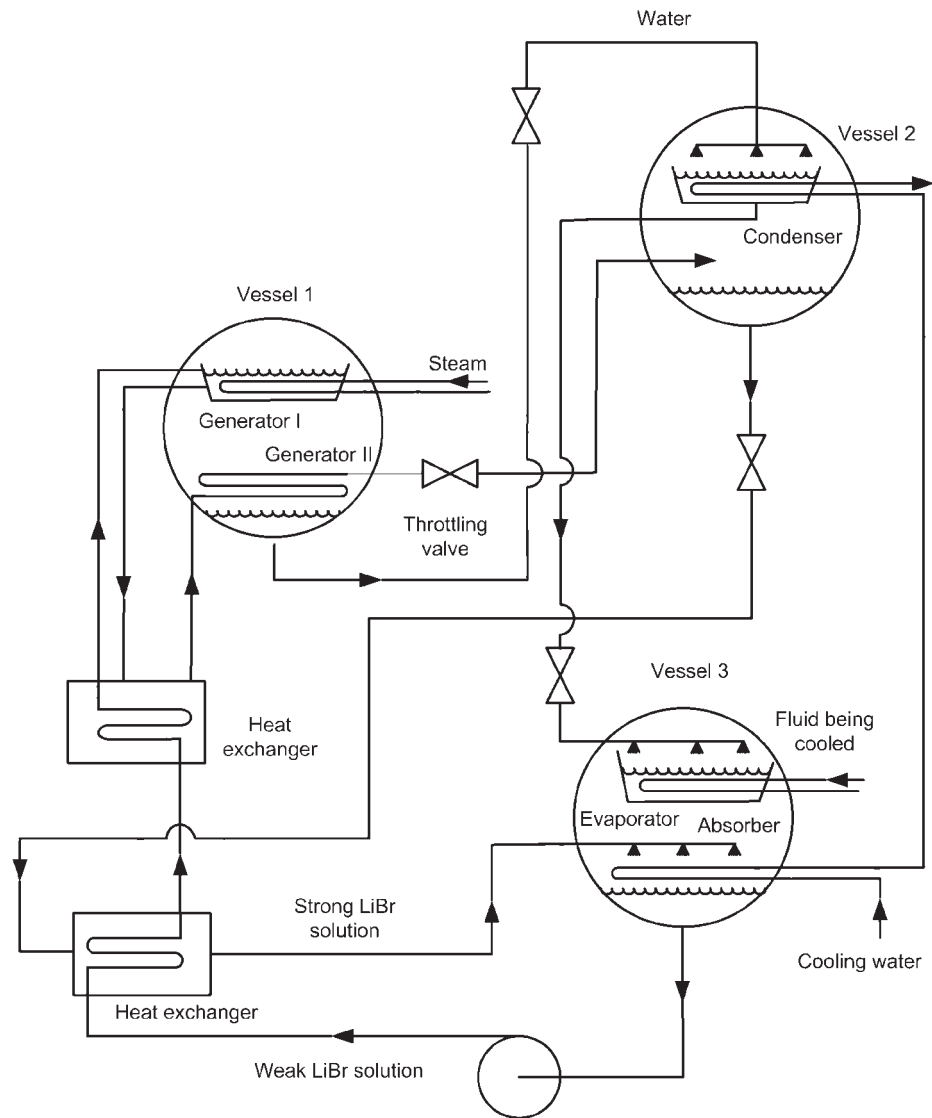 Water
Vessel 2
Condenser
Vessel 1
Steam
Generator I
Generator II
Throttling
valve
Vessel 3
Heat
exchanger
Fluid being
cooled
Evaporator
Absorber
Strong LiBr
solution
Cooling water
Heat exchanger
Weak LiBr solution